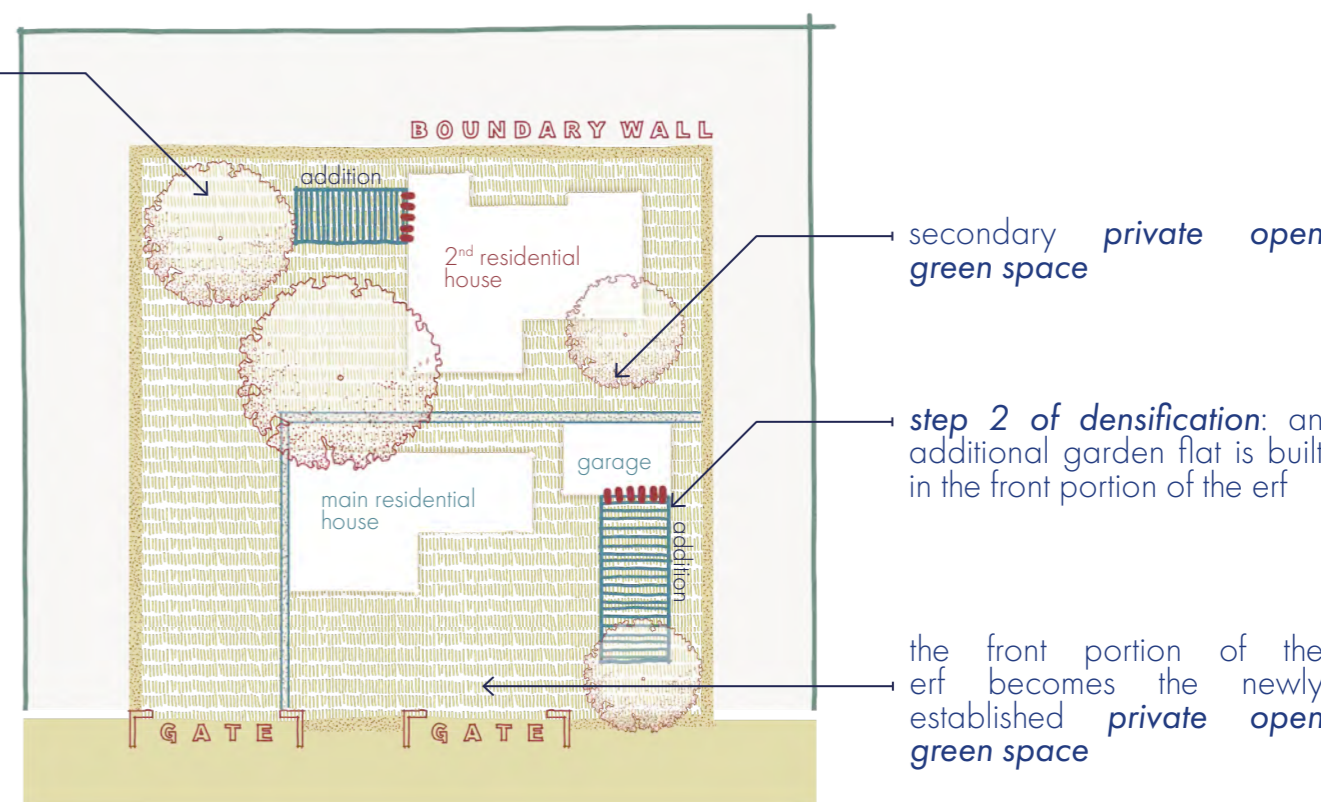 BOUNDARY WALL
addition
2nd residential
house
secondary private open
green space
step 2 of densification: an
additional garden flat is built
in the front portion of the erf
garage
main residential
house
addition
the front portion of the
erf becomes the newly
established private open
green space
GATE
GATE